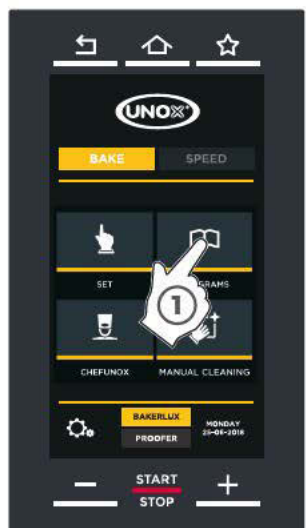 UNOX
BAKE SPEED
SET GRAMS
1
CHEFUNOX MANUAL CLEANING
BAKERLUX
PROOFER
MONDAY
25-06-2018
START
STOP